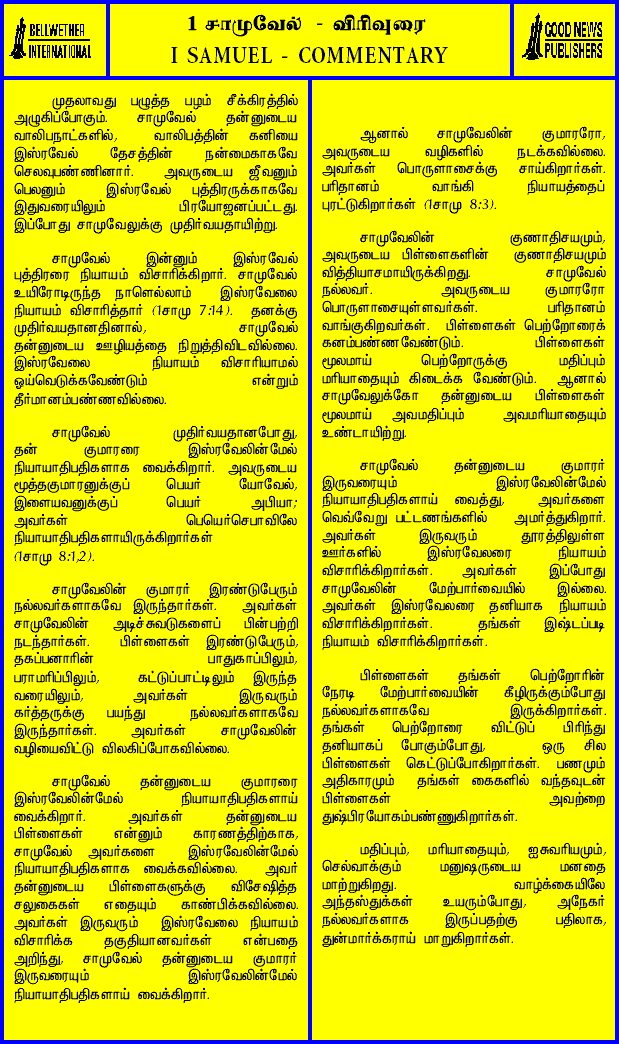 BELLWETHER
INTERNATIONAL
1 சாமுவேல் - விரிவுரை
I SAMUEL - COMMENTARY
GOOD NEWS
PUBLISHERS
முதலாவது பழுத்த பழம் சீக்கிரத்தில்
அழுகிப்போகும். சாமுவேல் தன்னுடைய
வாலிபநாட்களில், வாலிபத்தின் கனியை
இஸ்ரவேல் தேசத்தின் நன்மைகாகவே
செலவுபண்ணினார். அவருடைய ஜீவனும்
பெலனும் இஸ்ரவேல் புத்திரருக்காகவே
இதுவரையிலும் பிரயோஜனப்பட்டது.
இப்போது சாமுவேலுக்கு முதிர்வயதாயிற்று.
சாமுவேல் இன்னும் இஸ்ரவேல்
புத்திரரை நியாயம் விசாரிக்கிறார். சாமுவேல்
உயிரோடிருந்த நாளெல்லாம் இஸ்ரவேலை
நியாயம் விசாரித்தார் (1சாமு 7:14). தனக்கு
முதிர்வயதானதினால், சாமுவேல்
தன்னுடைய ஊழியத்தை நிறுத்திவிடவில்லை.
இஸ்ரவேலை நியாயம் விசாரியாமல்
ஓய்வெடுக்கவேண்டும் என்றும்
தீர்மானம்பண்ணவில்லை.
சாமுவேல் முதிர்வயதானபோது,
தன் குமாரரை இஸ்ரவேலின்மேல்
நியாயாதிபதிகளாக வைக்கிறார். அவருடைய
மூத்தகுமாரனுக்குப் பெயர் யோவேல்,
இளையவனுக்குப் பெயர் அபியா;
அவர்கள் பெயெர்செபாவிலே
நியாயாதிபதிகளாயிருக்கிறார்கள்
(1சாமு 8:1,2).
சாமுவேலின் குமாரர் இரண்டுபேரும்
நல்லவர்களாகவே இருந்தார்கள். அவர்கள்
சாமுவேலின் அடிச்சுவடுகளைப் பின்பற்றி
நடந்தார்கள். பிள்ளைகள் இரண்டுபேரும்,
தகப்பனாரின் பாதுகாப்பிலும்,
பராமரிப்பிலும், கட்டுப்பாட்டிலும் இருந்த
வரையிலும், அவர்கள் இருவரும்
கர்த்தருக்கு பயந்து நல்லவர்களாகவே
இருந்தார்கள். அவர்கள் சாமுவேலின்
வழியைவிட்டு விலகிப்போகவில்லை.
சாமுவேல் தன்னுடைய குமாரரை
இஸ்ரவேலின்மேல் நியாயாதிபதிகளாய்
வைக்கிறார். அவர்கள் தன்னுடைய
பிள்ளைகள் என்னும் காரணத்திற்காக,
சாமுவேல் அவர்களை இஸ்ரவேலின்மேல்
நியாயாதிபதிகளாக வைக்கவில்லை. அவர்
தன்னுடைய பிள்ளைகளுக்கு விசேஷித்த
சலுகைகள் எதையும் காண்பிக்கவில்லை.
அவர்கள் இருவரும் இஸ்ரவேலை நியாயம்
விசாரிக்க தகுதியானவர்கள் என்பதை
அறிந்து, சாமுவேல் தன்னுடைய குமாரர்
இருவரையும் இஸ்ரவேலின்மேல்
நியாயாதிபதிகளாய் வைக்கிறார்.
ஆனால் சாமுவேலின் குமாரரோ,
அவருடைய வழிகளில் நடக்கவில்லை.
அவர்கள் பொருளாசைக்கு சாய்கிறார்கள்.
பரிதானம் வாங்கி நியாயத்தைப்
புரட்டுகிறார்கள் (1சாமு 8:3).
சாமுவேலின் குணாதிசயமும்,
அவருடைய பிள்ளைகளின் குணாதிசயமும்
வித்தியாசமாயிருக்கிறது. சாமுவேல்
நல்லவர். அவருடைய குமாரரோ
பொருளாசையுள்ளவர்கள். பரிதானம்
வாங்குகிறவர்கள். பிள்ளைகள் பெற்றோரைக்
கனம்பண்ணவேண்டும். பிள்ளைகள்
மூலமாய் பெற்றோருக்கு மதிப்பும்
மரியாதையும் கிடைக்க வேண்டும். ஆனால்
சாமுவேலுக்கோ தன்னுடைய பிள்ளைகள்
மூலமாய் அவமதிப்பும் அவமரியாதையும்
உண்டாயிற்று.
சாமுவேல் தன்னுடைய குமாரர்
இருவரையும் இஸ்ரவேலின்மேல்
நியாயாதிபதிகளாய் வைத்து, அவர்களை
வெவ்வேறு பட்டணங்களில் அமர்த்துகிறார்.
அவர்கள் இருவரும் தூரத்திலுள்ள
ஊர்களில் இஸ்ரவேலரை நியாயம்
விசாரிக்கிறார்கள். அவர்கள் இப்போது
சாமுவேலின் மேற்பார்வையில் இல்லை.
அவர்கள் இஸ்ரவேலரை தனியாக நியாயம்
விசாரிக்கிறார்கள். தங்கள் இஷ்டப்படி
நியாயம் விசாரிக்கிறார்கள்.
பிள்ளைகள் தங்கள் பெற்றோரின்
நேரடி மேற்பார்வையின் கீழிருக்கும்போது
நல்லவர்களாகவே இருக்கிறார்கள்.
தங்கள் பெற்றோரை விட்டுப் பிரிந்து
தனியாகப் போகும்போது, ஒரு சில
பிள்ளைகள் கெட்டுப்போகிறார்கள். பணமும்
அதிகாரமும் தங்கள் கைகளில் வந்தவுடன்
பிள்ளைகள் அவற்றை
துஷ்பிரயோகம்பண்ணுகிறார்கள்.
மதிப்பும், மரியாதையும், ஐசுவரியமும்,
செல்வாக்கும் மனுஷருடைய மனதை
மாற்றுகிறது. வாழ்க்கையிலே
அந்தஸ்துக்கள் உயரும்போது, அநேகர்
நல்லவர்களாக இருப்பதற்கு பதிலாக,
துன்மார்க்கராய் மாறுகிறார்கள்.